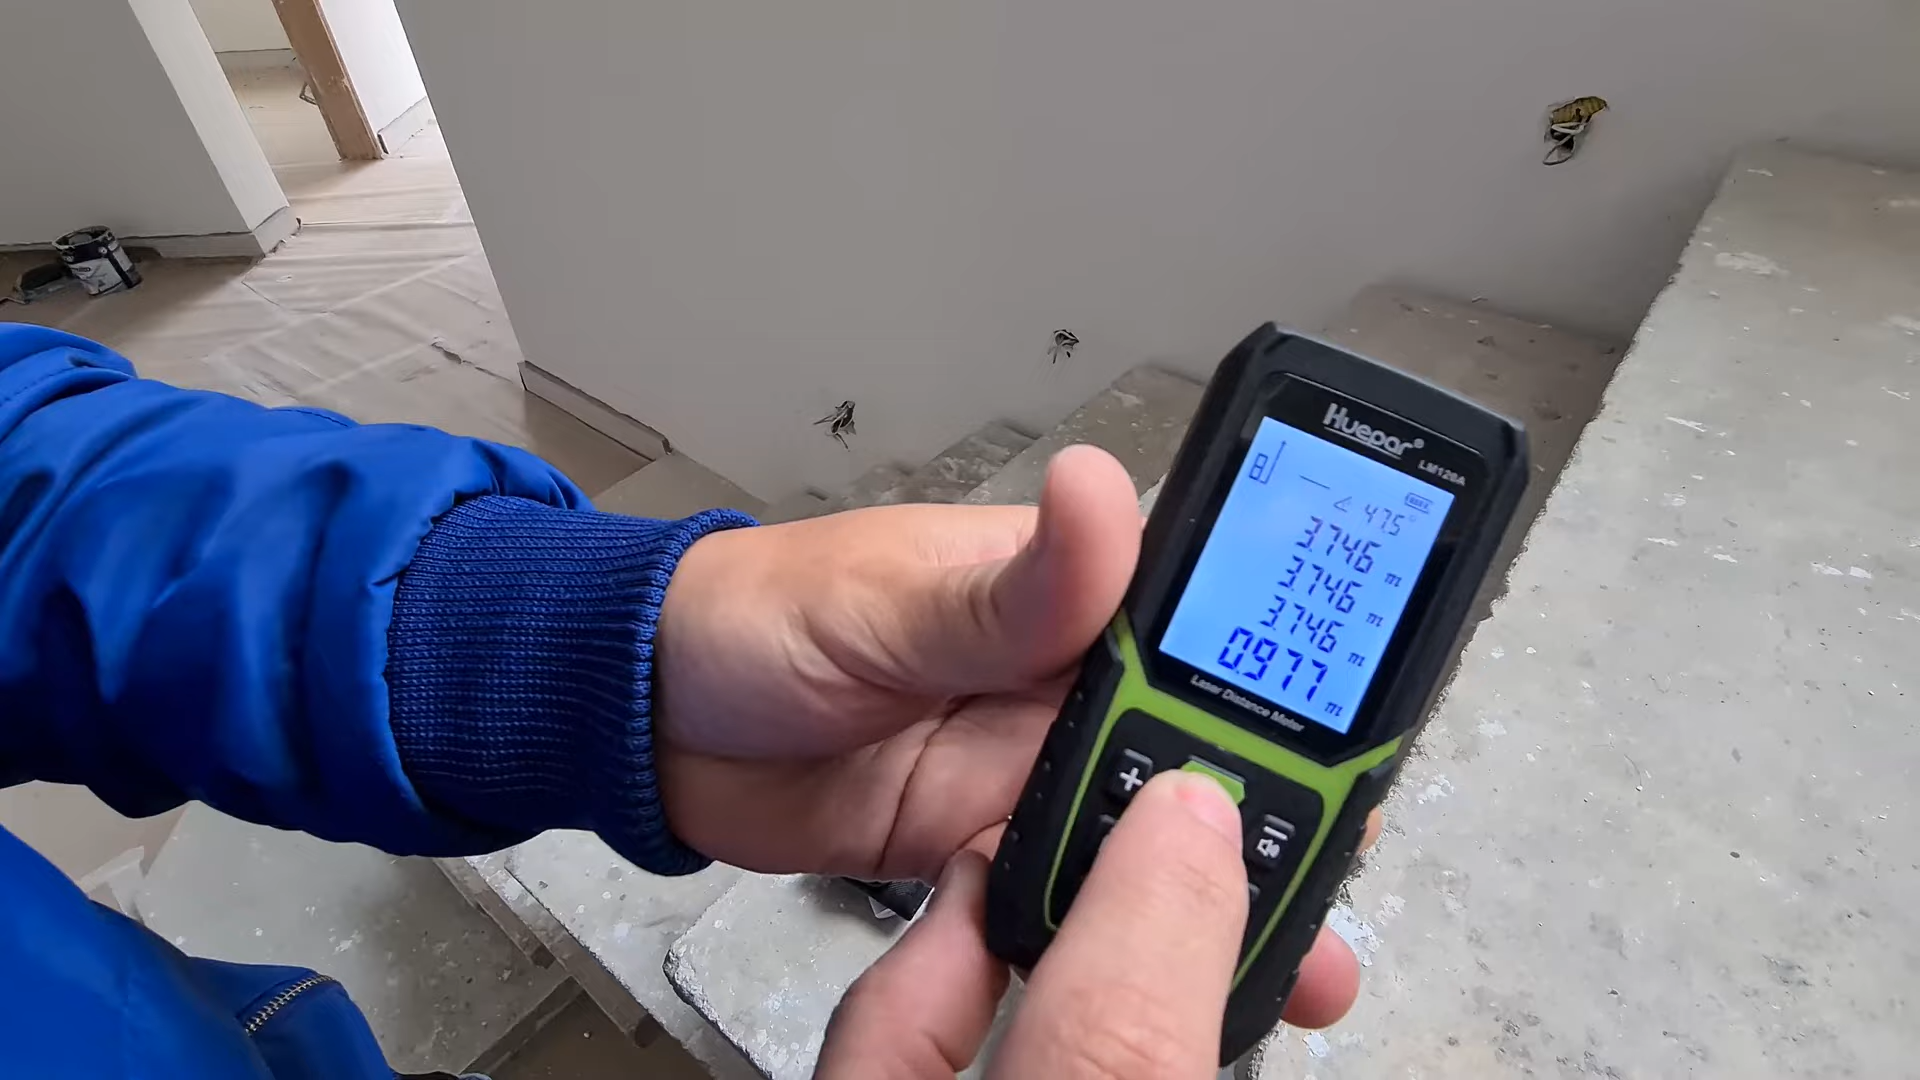 Huepar®
LM120A
47.5°
3.746 m
3.746 m
3.746 m
0.977 m
Laser Distance Meter
+